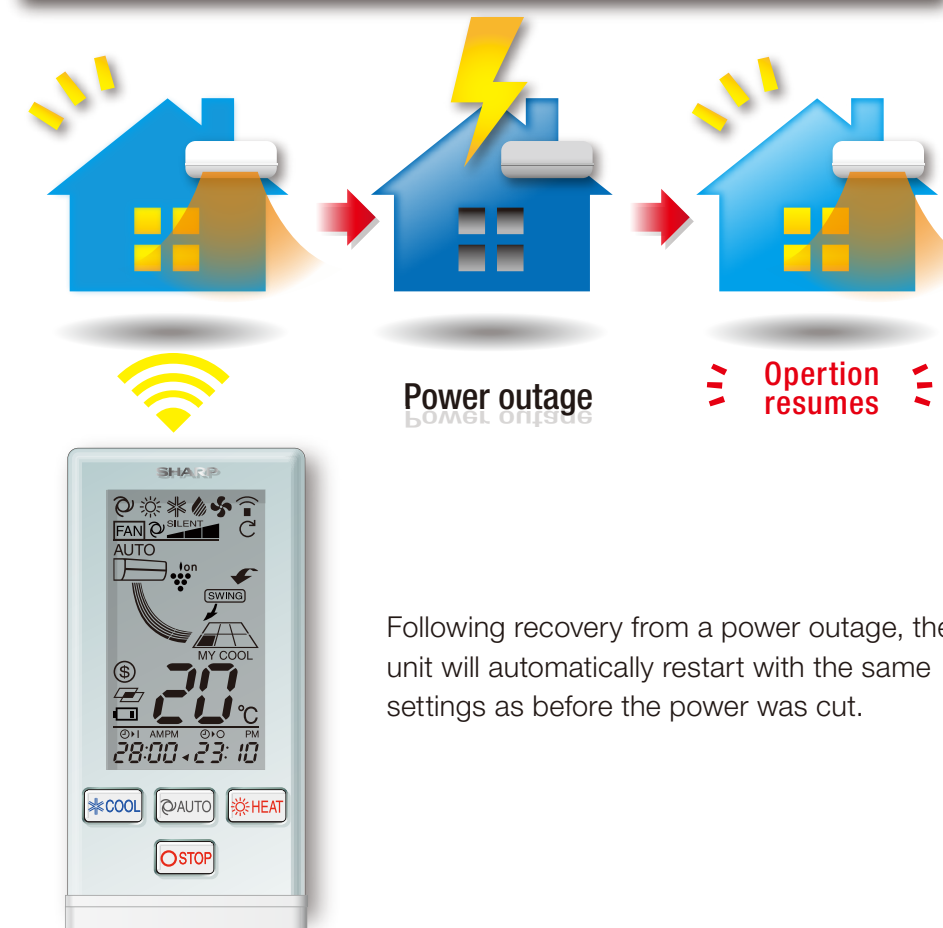 Power outage
Opertion
resumes
SHARP
SILENT
FAN
AUTO
Ion
SWING
MY COOL
$
20°C
AM PM PM
28:00 23:10
Following recovery from a power outage, the
unit will automatically restart with the same
settings as before the power was cut.
COOL AUTO HEAT
STOP